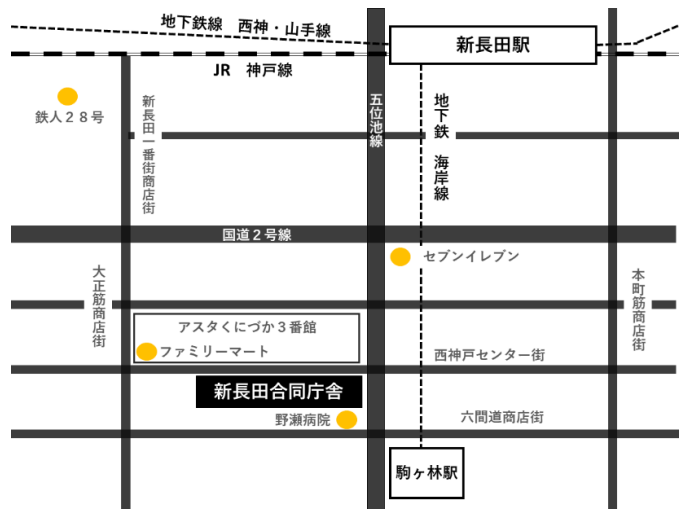 地下鉄線　西神・山手線
新長田駅
JR　神戸線
鉄人２８号
新長田一番街商店街
五位池線
地下鉄　海岸線
国道２号線
セブンイレブン
大正筋商店街
本町筋商店街
アスタくにづか３番館
ファミリーマート
西神戸センター街
新長田合同庁舎
野瀬病院
六間道商店街
駒ヶ林駅